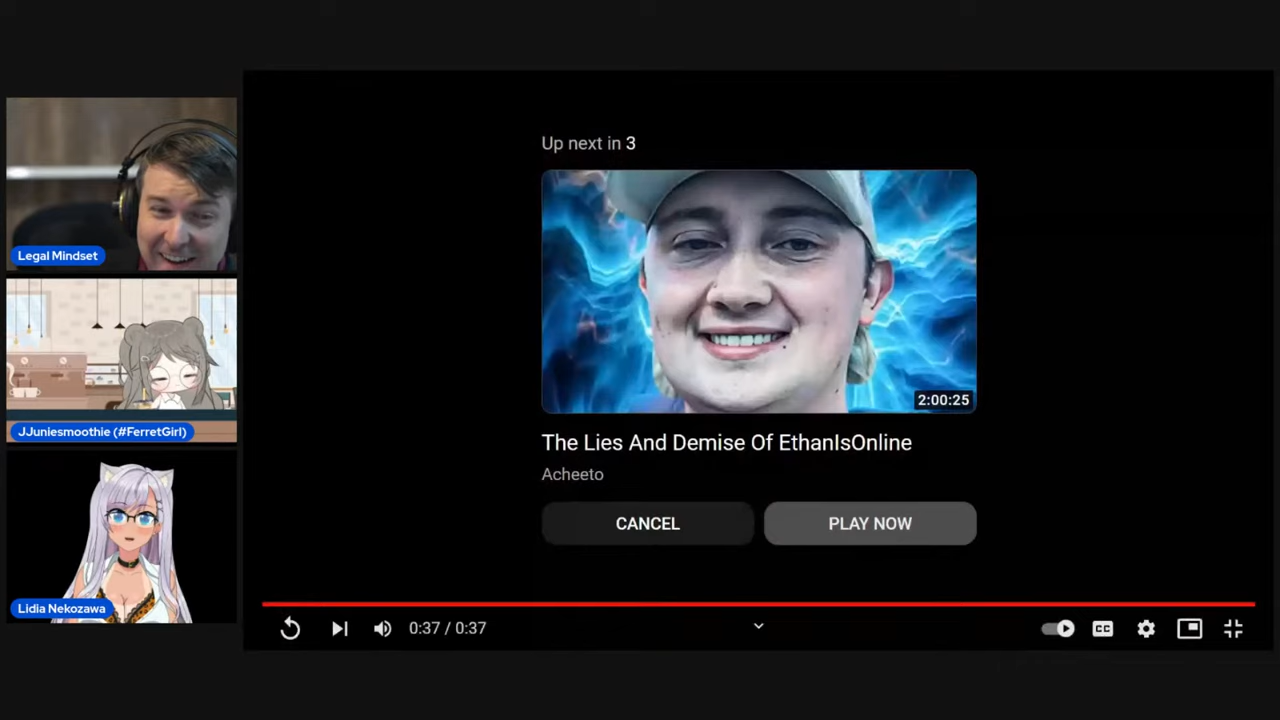 Legal Mindset
JJuniesmoothie (#FerretGirl)
Lidia Nekozawa
Up next in 3
2:00:25
The Lies And Demise Of EthanIsOnline
Acheeto
CANCEL
PLAY NOW
0:37 / 0:37
CC